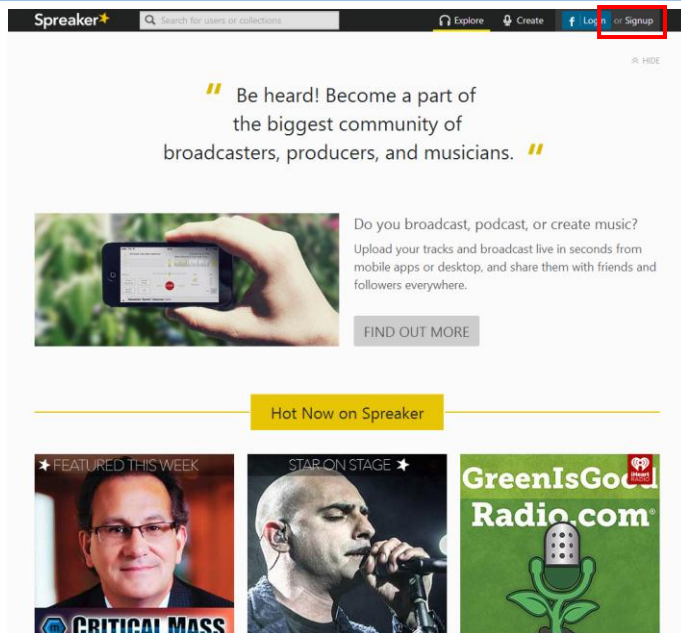 Spreaker
Search for users or collections
Explore
Create
f Login or Signup
HIDE
" Be heard! Become a part of
the biggest community of
broadcasters, producers, and musicians. "
Do you broadcast, podcast, or create music?
Upload your tracks and broadcast live in seconds from
mobile apps or desktop, and share them with friends and
followers everywhere.
FIND OUT MORE
Hot Now on Spreaker
FEATURED THIS WEEK
STAR ON STAGE
iHeart
RADIO
GreenIsGood
Radio.com
m CRITICAL MASS